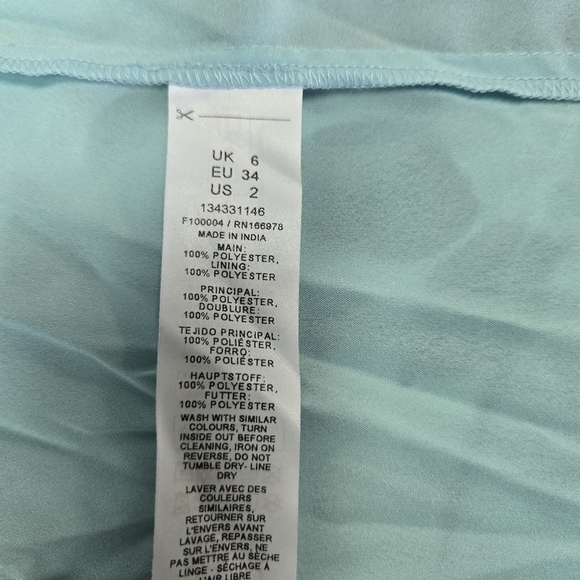 UK 6
EU 34
US 2
134331146
F100004 / RN166978
MADE IN INDIA
MAIN:
100% POLYESTER,
LINING:
100% POLYESTER
PRINCIPAL:
100% POLYESTER,
DOUBLURE:
100% POLYESTER
TEJIDO PRINCIPAL:
100% POLIÉSTER,
FORRO:
100% POLIÉSTER
HAUPTSTOFF:
100% POLYESTER,
FUTTER:
100% POLYESTER
WASH WITH SIMILAR
COLOURS, TURN
INSIDE OUT BEFORE
CLEANING, IRON ON
REVERSE, DO NOT
TUMBLE DRY- LINE
DRY
LAVER AVEC DES
COULEURS
SIMILAIRES,
RETOURNER SUR
L'ENVERS AVANT
LAVAGE, REPASSER
SUR L'ENVERS, NE
PAS METTRE AU SÈCHE
LINGE - SÉCHAGE À
L'AIR LIBRE